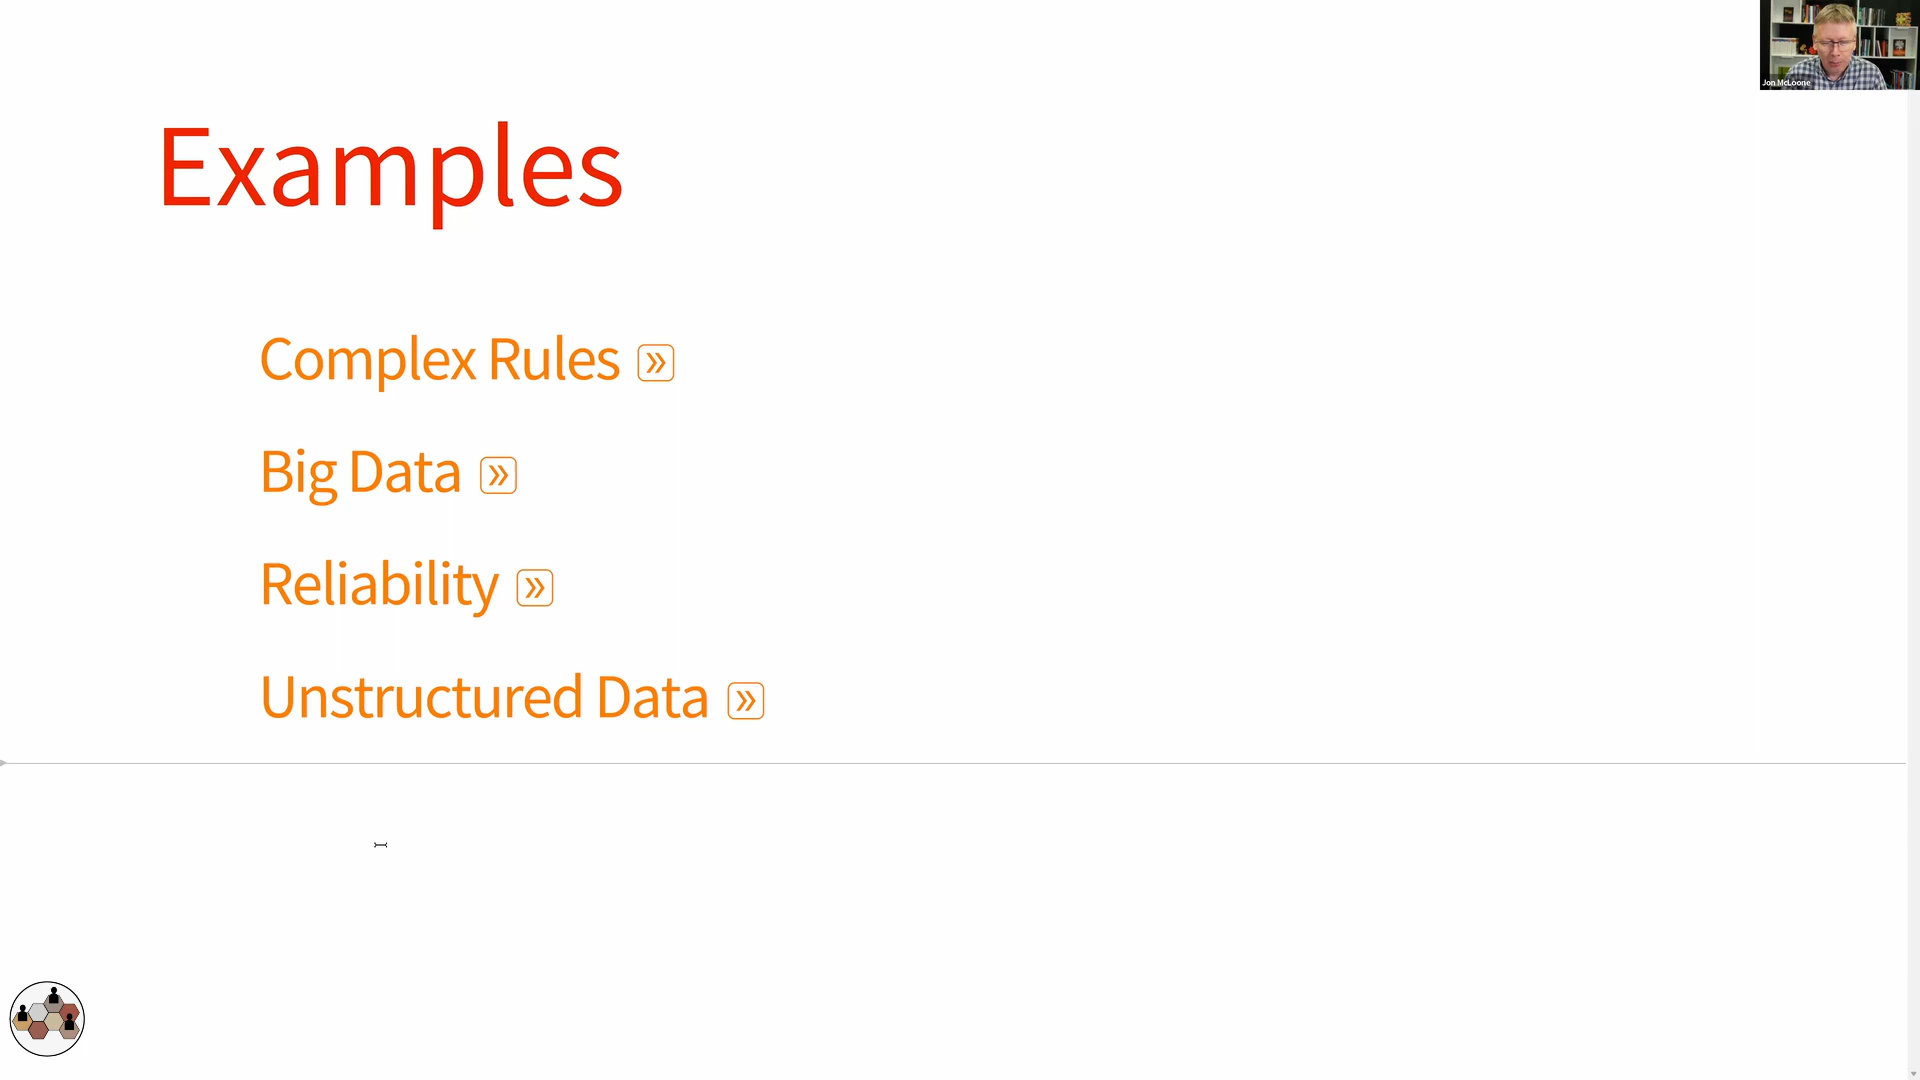 Jon McLoone
Examples
Complex Rules »
Big Data »
Reliability »
Unstructured Data »